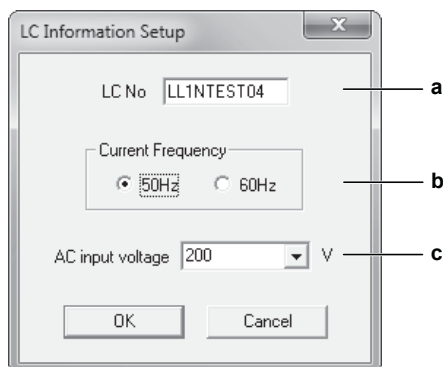 LC Information Setup
LC No LL1NTEST04 a
Current Frequency
50Hz 60Hz b
AC input voltage 200 V c
OK Cancel